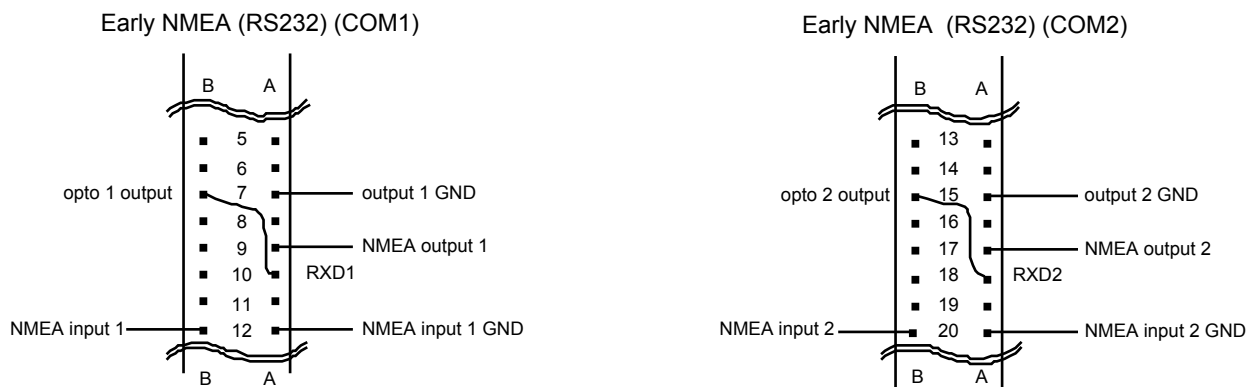 Early NMEA (RS232) (COM1)
B A
5
6
opto 1 output 7 output 1 GND
8
9 NMEA output 1
10 RXD1
11
NMEA input 1 12 NMEA input 1 GND
B A
Early NMEA (RS232) (COM2)
B A
13
14
opto 2 output 15 output 2 GND
16
17 NMEA output 2
18 RXD2
19
NMEA input 2 20 NMEA input 2 GND
B A